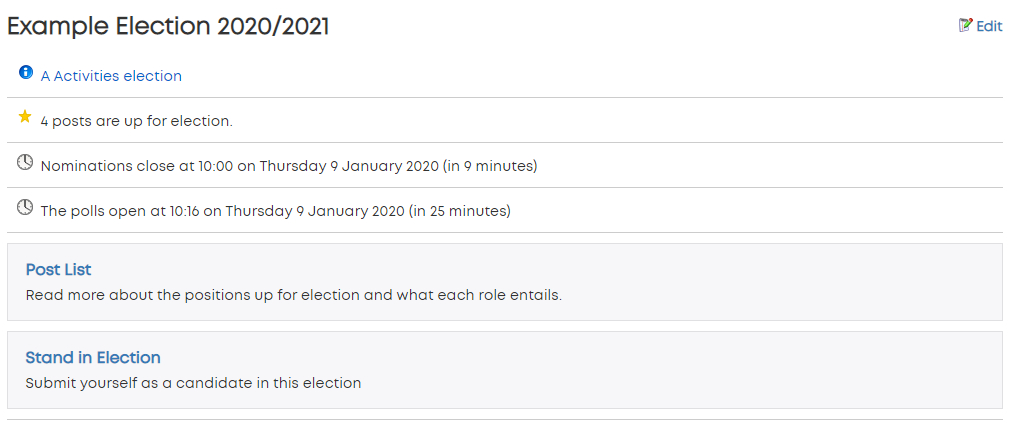 Example Election 2020/2021
Edit
A Activities election
4 posts are up for election.
Nominations close at 10:00 on Thursday 9 January 2020 (in 9 minutes)
The polls open at 10:16 on Thursday 9 January 2020 (in 25 minutes)
Post List
Read more about the positions up for election and what each role entails.
Stand in Election
Submit yourself as a candidate in this election